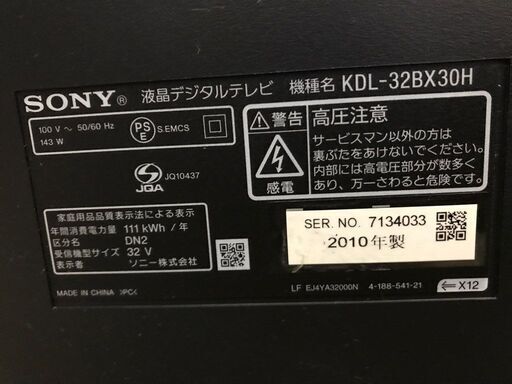 SONY® 液晶デジタルテレビ 機種名 KDL-32BX30H
100 V ~ 50/60 Hz
143 W
PS
E
S.EMCS
JQA
JQ10437
家庭用品品質表示法による表示
年間消費電力量 111 kWh / 年
区分名 DN2
受信機型サイズ 32 V
表示者 ソニー株式会社
MADE IN CHINA >PC<
⚠警告
感電
高圧注意
サービスマン以外の方は
裏ぶたをあけないでください。
内部には高電圧部分が数多く
あり、万一さわると危険です。
SER. NO. 7134033
2010年製
LF EJ4YA32000N 4-188-541-21
X12